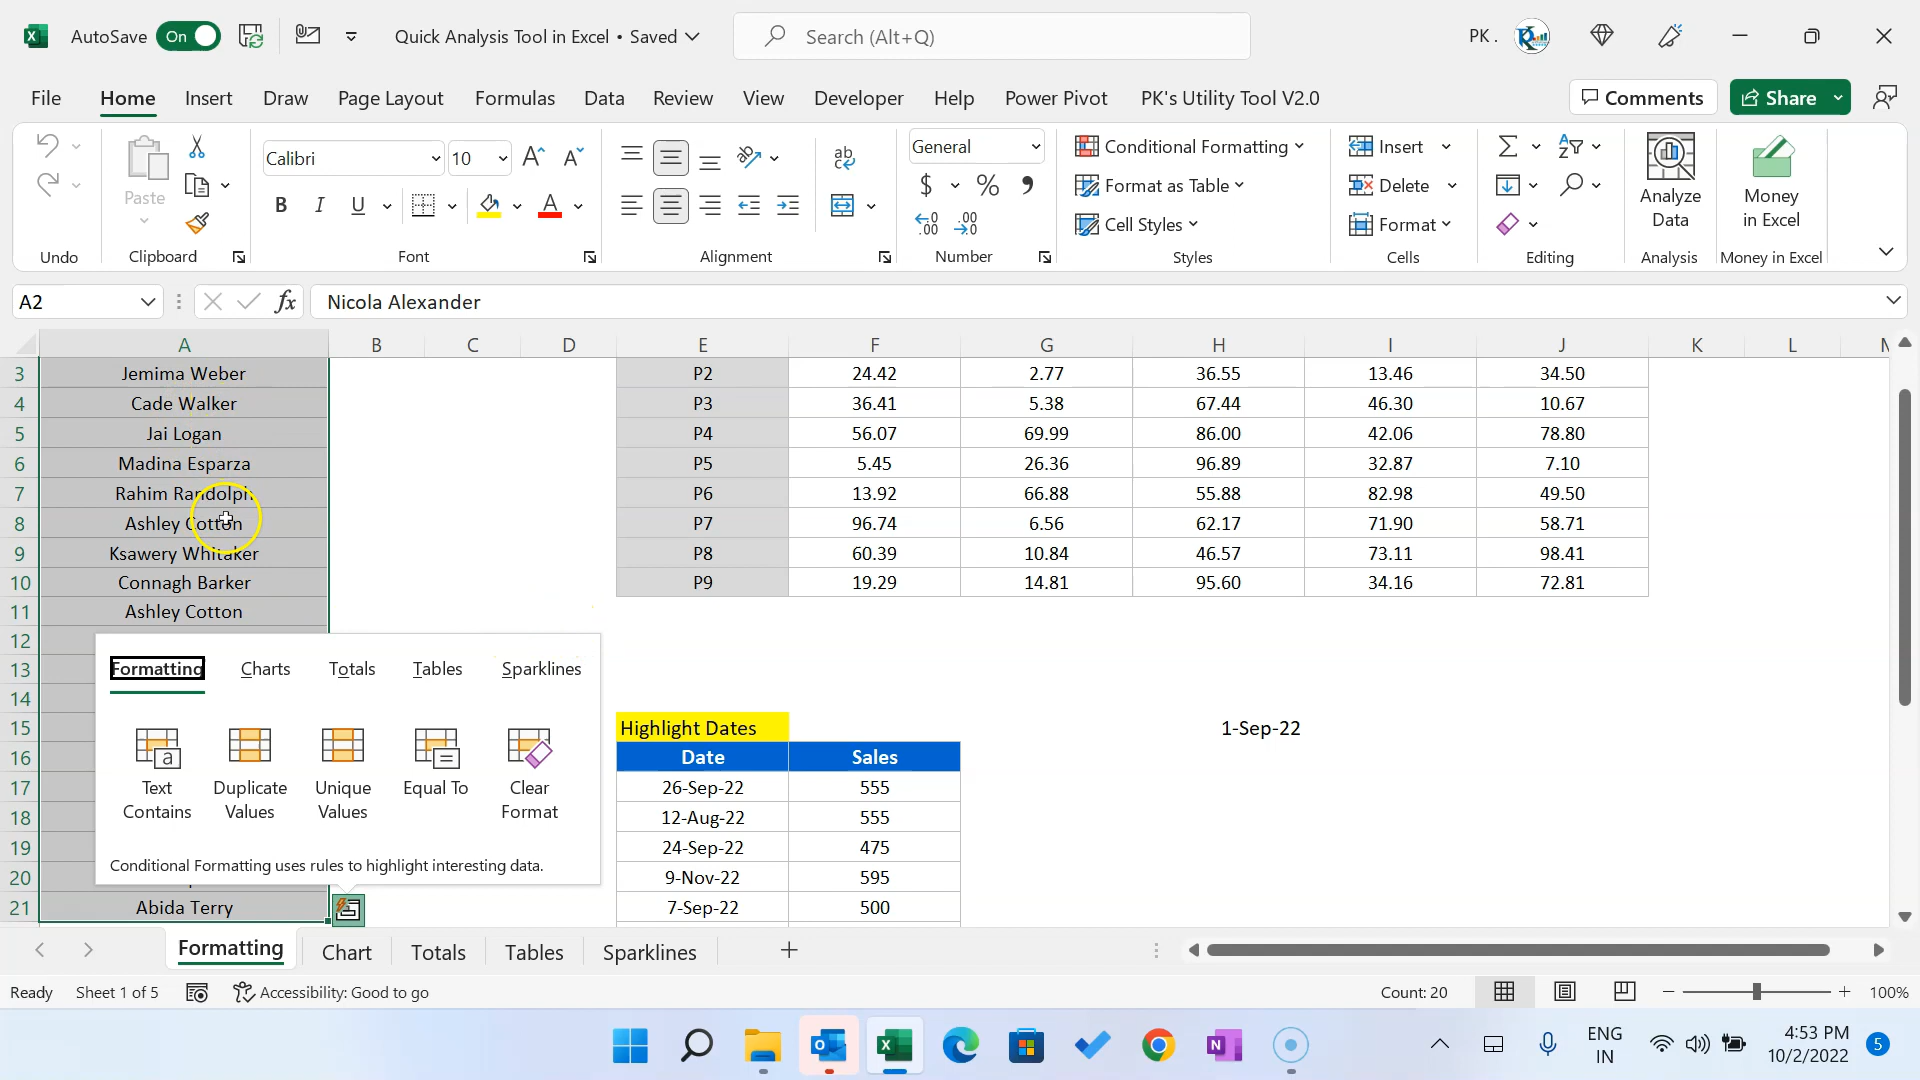 AutoSave On Quick Analysis Tool in Excel • Saved Search (Alt+Q) PK .
File Home Insert Draw Page Layout Formulas Data Review View Developer Help Power Pivot PK's Utility Tool V2.0 Comments Share
Paste
Undo
Clipboard
Calibri 10
B I U A
Font
ab
Alignment
General
$ % ,
Number
Conditional Formatting
Format as Table
Cell Styles
Styles
Insert
Delete
Format
Cells
Editing
Analyze
Data
Analysis
Money
in Excel
Money in Excel
A2 fx Nicola Alexander
A B C D E F G H I J K L
3 Jemima Weber P2 24.42 2.77 36.55 13.46 34.50
4 Cade Walker P3 36.41 5.38 67.44 46.30 10.67
5 Jai Logan P4 56.07 69.99 86.00 42.06 78.80
6 Madina Esparza P5 5.45 26.36 96.89 32.87 7.10
7 Rahim Randolph P6 13.92 66.88 55.88 82.98 49.50
8 Ashley Cotton P7 96.74 6.56 62.17 71.90 58.71
9 Ksawery Whitaker P8 60.39 10.84 46.57 73.11 98.41
10 Connagh Barker P9 19.29 14.81 95.60 34.16 72.81
11 Ashley Cotton
12
13
14
15 Highlight Dates 1-Sep-22
16 Date Sales
17 26-Sep-22 555
18 12-Aug-22 555
19 24-Sep-22 475
20 9-Nov-22 595
21 Abida Terry 7-Sep-22 500
Formatting Charts Totals Tables Sparklines
Text
Contains
Duplicate
Values
Unique
Values
Equal To
Clear
Format
Conditional Formatting uses rules to highlight interesting data.
Formatting Chart Totals Tables Sparklines
Ready Sheet 1 of 5 Accessibility: Good to go Count: 20 100%
ENG
IN
4:53 PM
10/2/2022
5